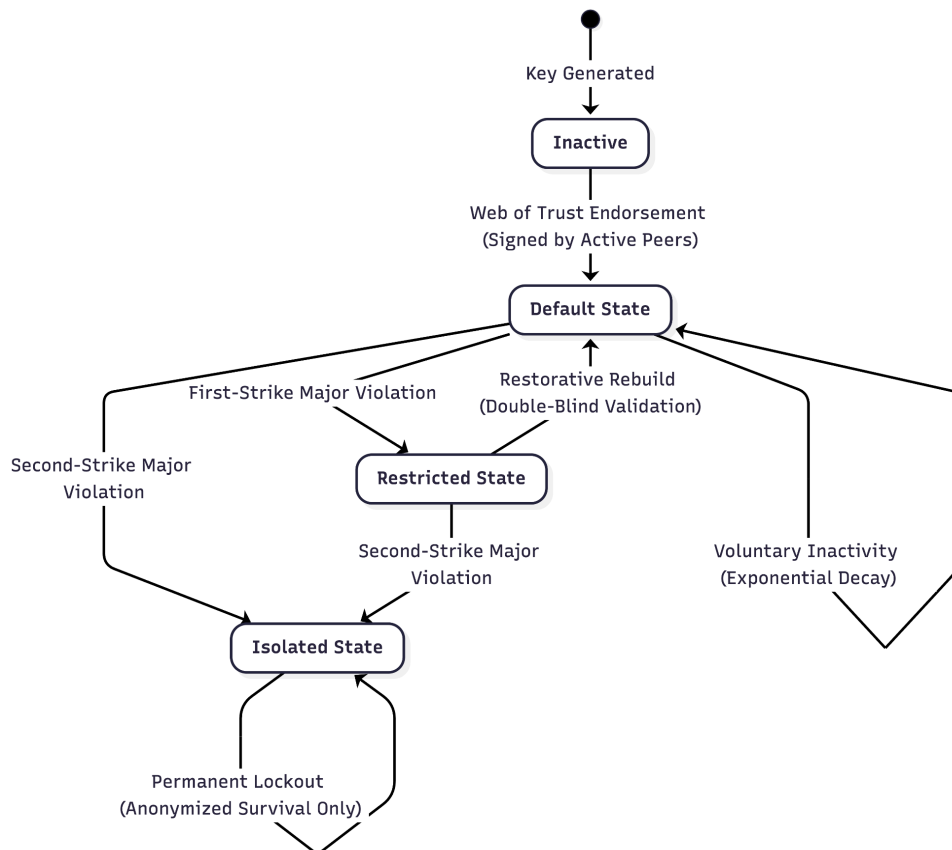 Key Generated
Inactive
Web of Trust Endorsement
(Signed by Active Peers)
Default State
First-Strike Major Violation
Restorative Rebuild
(Double-Blind Validation)
Second-Strike Major
Violation
Restricted State
Second-Strike Major
Violation
Voluntary Inactivity
(Exponential Decay)
Isolated State
Permanent Lockout
(Anonymized Survival Only)